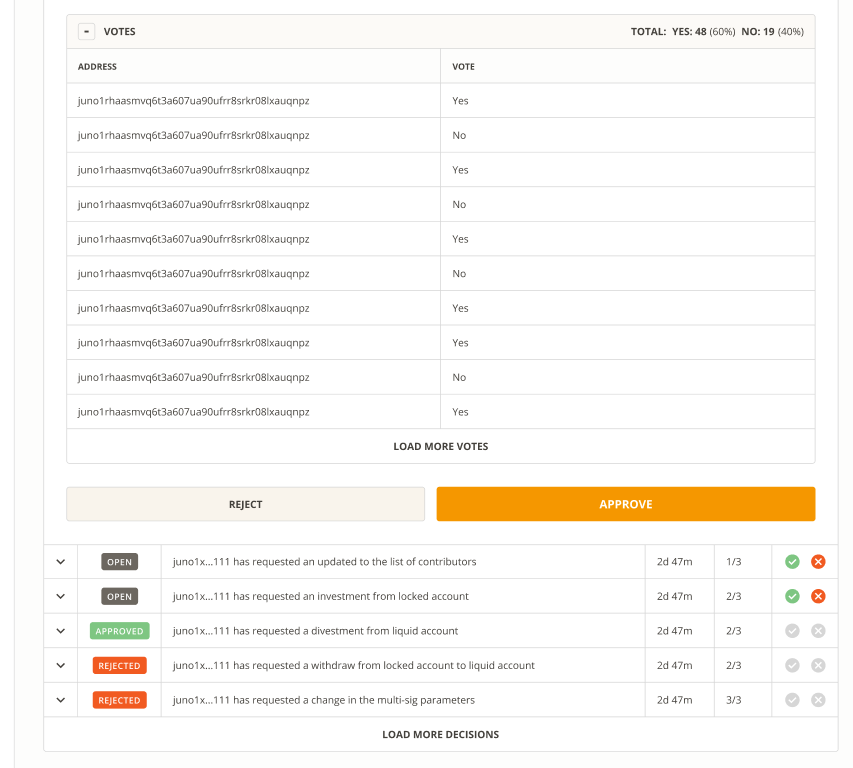 - VOTES TOTAL: YES: 48 (60%) NO: 19 (40%)
ADDRESS VOTE
juno1rhaasmvq6t3a607ua90ufrr8srkr08lxauqnpz Yes
juno1rhaasmvq6t3a607ua90ufrr8srkr08lxauqnpz No
juno1rhaasmvq6t3a607ua90ufrr8srkr08lxauqnpz Yes
juno1rhaasmvq6t3a607ua90ufrr8srkr08lxauqnpz No
juno1rhaasmvq6t3a607ua90ufrr8srkr08lxauqnpz Yes
juno1rhaasmvq6t3a607ua90ufrr8srkr08lxauqnpz No
juno1rhaasmvq6t3a607ua90ufrr8srkr08lxauqnpz Yes
juno1rhaasmvq6t3a607ua90ufrr8srkr08lxauqnpz Yes
juno1rhaasmvq6t3a607ua90ufrr8srkr08lxauqnpz No
juno1rhaasmvq6t3a607ua90ufrr8srkr08lxauqnpz Yes
LOAD MORE VOTES
REJECT APPROVE
OPEN juno1x...111 has requested an updated to the list of contributors 2d 47m 1/3
OPEN juno1x...111 has requested an investment from locked account 2d 47m 2/3
APPROVED juno1x...111 has requested a divestment from liquid account 2d 47m 2/3
REJECTED juno1x...111 has requested a withdraw from locked account to liquid account 2d 47m 2/3
REJECTED juno1x...111 has requested a change in the multi-sig parameters 2d 47m 3/3
LOAD MORE DECISIONS